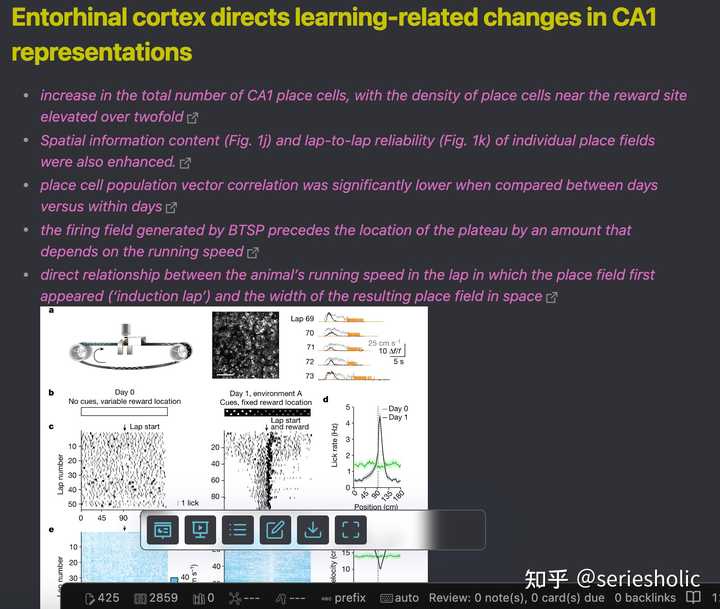 Entorhinal cortex directs learning-related changes in CA1
representations
increase in the total number of CA1 place cells, with the density of place cells near the reward site
elevated over twofold
Spatial information content (Fig. 1j) and lap-to-lap reliability (Fig. 1k) of individual place fields
were also enhanced.
place cell population vector correlation was significantly lower when compared between days
versus within days
the firing field generated by BTSP precedes the location of the plateau by an amount that
depends on the running speed
direct relationship between the animal's running speed in the lap in which the place field first
appeared ('induction lap') and the width of the resulting place field in space
a
Lap 69
70
71
72
73
25 cm s⁻¹
10 Δf/f
5 s
b
Day 0
No cues, variable reward location
Day 1, environment A
Cues, fixed reward location
c
Lap start
Lap start
and reward
Lap number
10
20
30
40
50
0
45
90
1 lick
20
40
60
80
d
Lick rate (Hz)
5
4
3
2
1
0
Day 0
Day 1
0
45
90
135
180
Position (cm)
e
10
20
30
40
15
10
知乎 @seriesholic
425
2859
0
---
---
prefix
auto
Review: 0 note(s), 0 card(s) due
0 backlinks